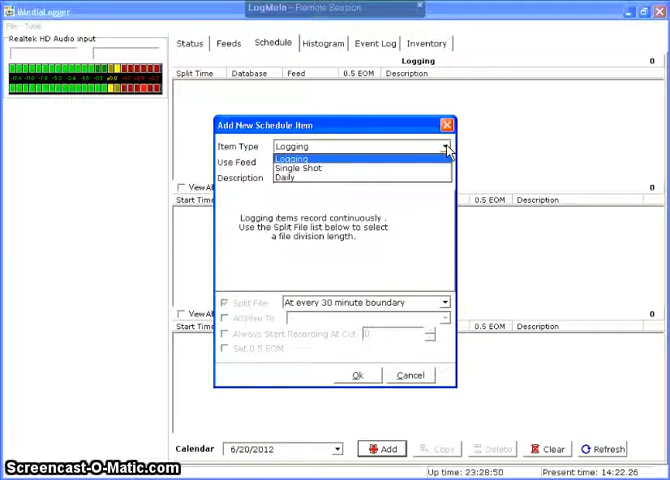 iMediaLogger
LogMeIn - Remote Session
File Tools
Realtek HD Audio input
Status Feeds Schedule Histogram Event Log Inventory
Logging 0
Split Time Database Feed 0.5 EOM Description
Add New Schedule Item
Item Type Logging
Logging
Use Feed
Single Shot
Description
Daily
View All
Start Time
0.5 EOM Description
0
Logging items record continuously .
Use the Split File list below to select
a file division length.
Split File At every 30 minute boundary
Archive To
View All
Start Time
Always Start Recording At Cut 0
0.5 EOM Description
0
Set 0.5 EOM
Ok Cancel
Calendar 6/20/2012 Add Copy Delete Clear Refresh
Screencast-O-Matic.com
Up time: 23:28:50 Present time: 14:22.26